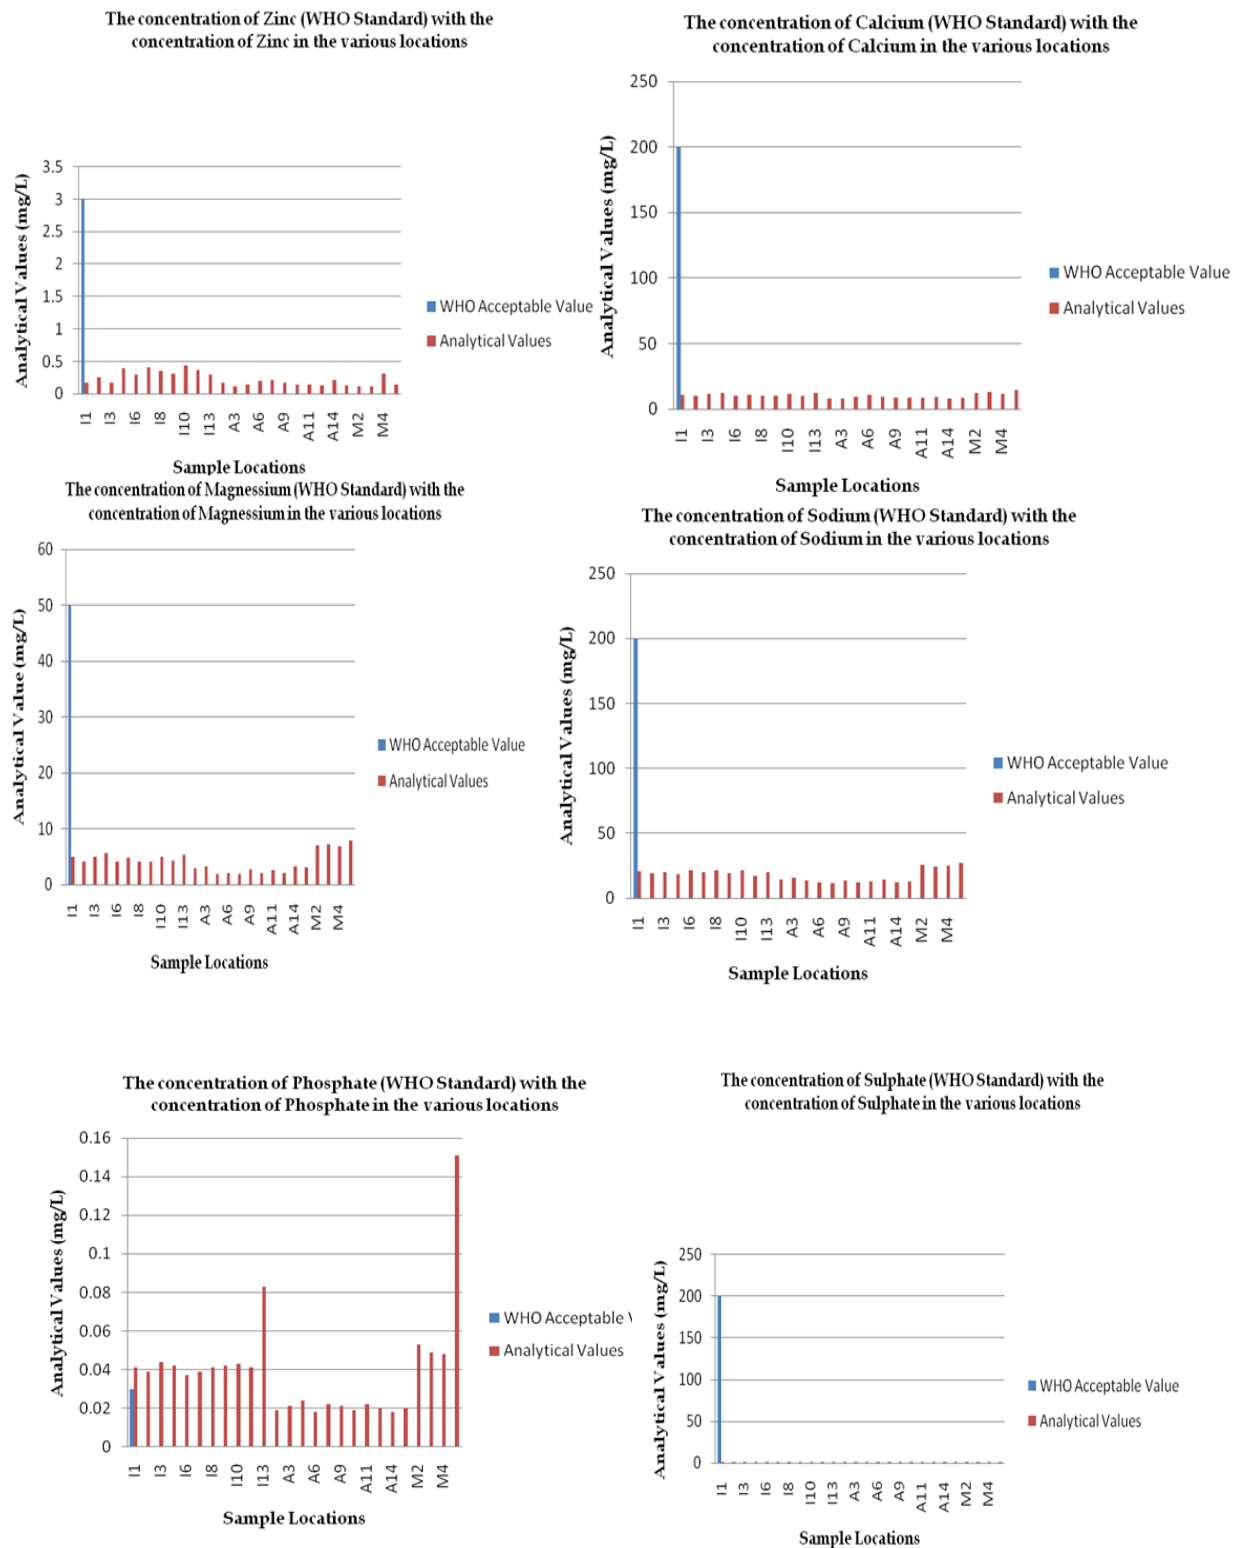 The concentration of Zinc (WHO Standard) with the
concentration of Zinc in the various locations
Analytical Values (mg/L)
3.5
3
2.5
2
1.5
1
0.5
0
I1
I3
I6
I8
I10
I13
A3
A6
A9
A11
A14
M2
M4
WHO Acceptable Value
Analytical Values
Sample Locations
The concentration of Calcium (WHO Standard) with the
concentration of Calcium in the various locations
Analytical Values (mg/L)
250
200
150
100
50
0
I1
I3
I6
I8
I10
I13
A3
A6
A9
A11
A14
M2
M4
WHO Acceptable Value
Analytical Values
Sample Locations
The concentration of Magnessium (WHO Standard) with the
concentration of Magnessium in the various locations
Analytical Value (mg/L)
60
50
40
30
20
10
0
I1
I3
I6
I8
I10
I13
A3
A6
A9
A11
A14
M2
M4
WHO Acceptable Value
Analytical Values
Sample Locations
The concentration of Sodium (WHO Standard) with the
concentration of Sodium in the various locations
Analytical Values (mg/L)
250
200
150
100
50
0
I1
I3
I6
I8
I10
I13
A3
A6
A9
A11
A14
M2
M4
WHO Acceptable Value
Analytical Values
Sample Locations
The concentration of Phosphate (WHO Standard) with the
concentration of Phosphate in the various locations
Analytical Values (mg/L)
0.16
0.14
0.12
0.1
0.08
0.06
0.04
0.02
0
I1
I3
I6
I8
I10
I13
A3
A6
A9
A11
A14
M2
M4
WHO Acceptable
Analytical Values
Sample Locations
The concentration of Sulphate (WHO Standard) with the
concentration of Sulphate in the various locations
Analytical Values (mg/L)
250
200
150
100
50
0
I1
I3
I6
I8
I10
I13
A3
A6
A9
A11
A14
M2
M4
WHO Acceptable Value
Analytical Values
Sample Locations